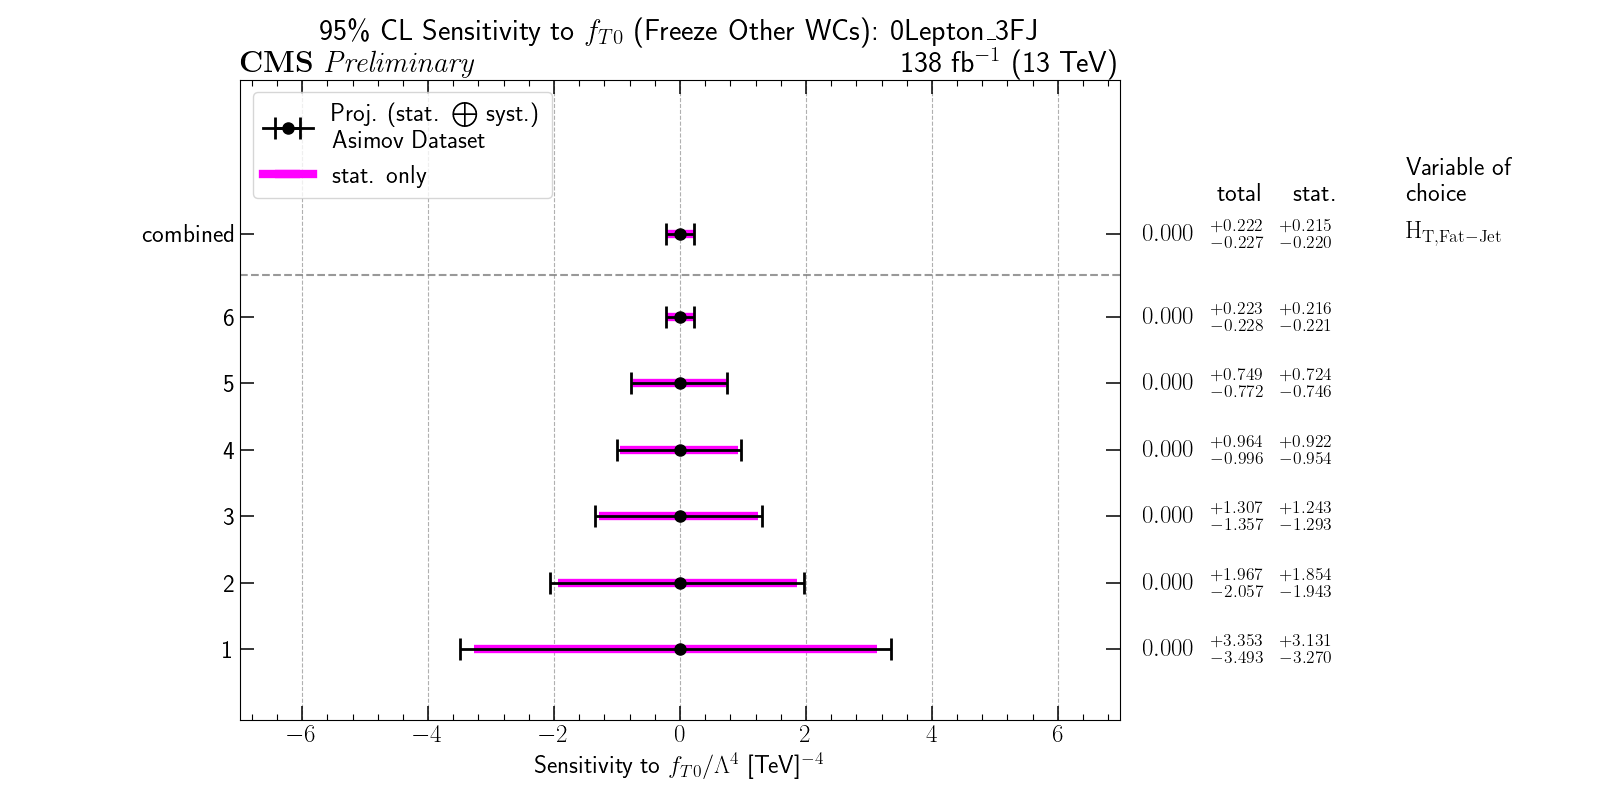 95% CL Sensitivity to f_{T0} (Freeze Other WCs): 0Lepton_3FJ
CMS Preliminary 138 fb^{-1} (13 TeV)
Proj. (stat. ⨁ syst.)
Asimov Dataset
stat. only
Variable of
total stat. choice
combined 0.000 +0.222 −0.227 +0.215 −0.220 H_{T,Fat−Jet}
6 0.000 +0.223 −0.228 +0.216 −0.221
5 0.000 +0.749 −0.772 +0.724 −0.746
4 0.000 +0.964 −0.996 +0.922 −0.954
3 0.000 +1.307 −1.357 +1.243 −1.293
2 0.000 +1.967 −2.057 +1.854 −1.943
1 0.000 +3.353 −3.493 +3.131 −3.270
−6 −4 −2 0 2 4 6
Sensitivity to f_{T0}/Λ^4 [TeV]^{−4}